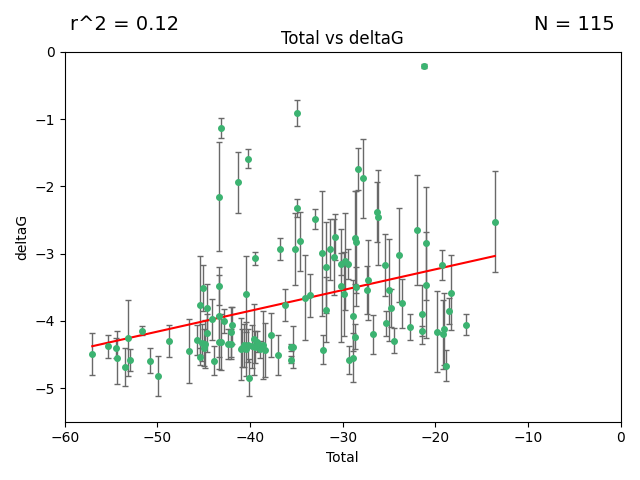 r^2 = 0.12
N = 115
Total vs deltaG
deltaG
0
−1
−2
−3
−4
−5
−60
−50
−40
−30
−20
−10
0
Total